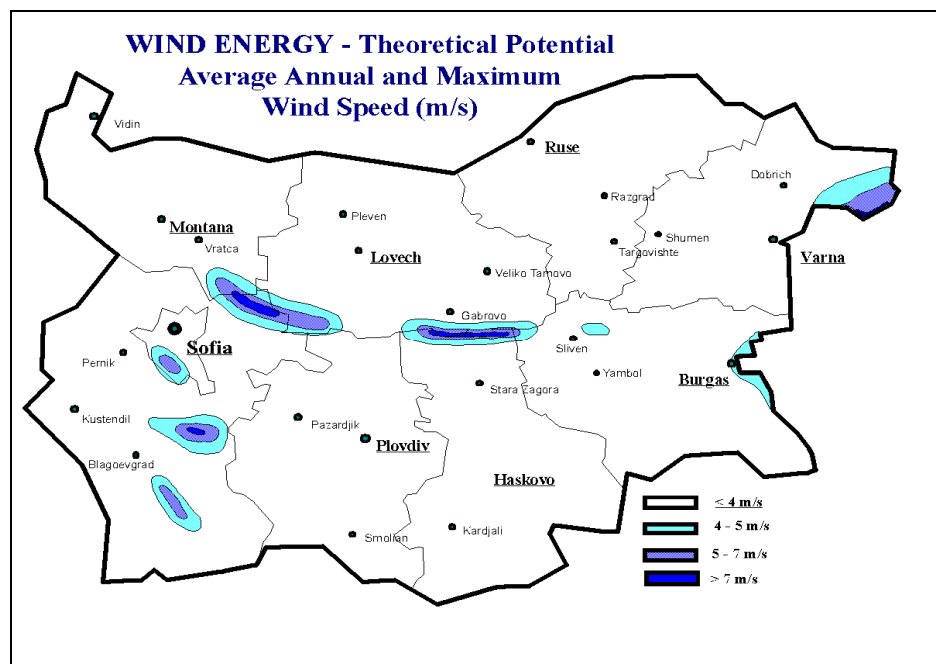 WIND ENERGY - Theoretical Potential
Average Annual and Maximum
Wind Speed (m/s)
Vidin
Ruse
Dobrich
Razgrad
Pleven
Montana
Shumen
Vratca
Targovishte
Lovech
Varna
Veliko Tarnovo
Gabrovo
Sofia
Sliven
Pernik
Yambol
Burgas
Stara Zagora
Kustendil
Pazardjik
Plovdiv
Blagoevgrad
Haskovo
≤ 4 m/s
4 - 5 m/s
Smolian
Kardjali
5 - 7 m/s
> 7 m/s